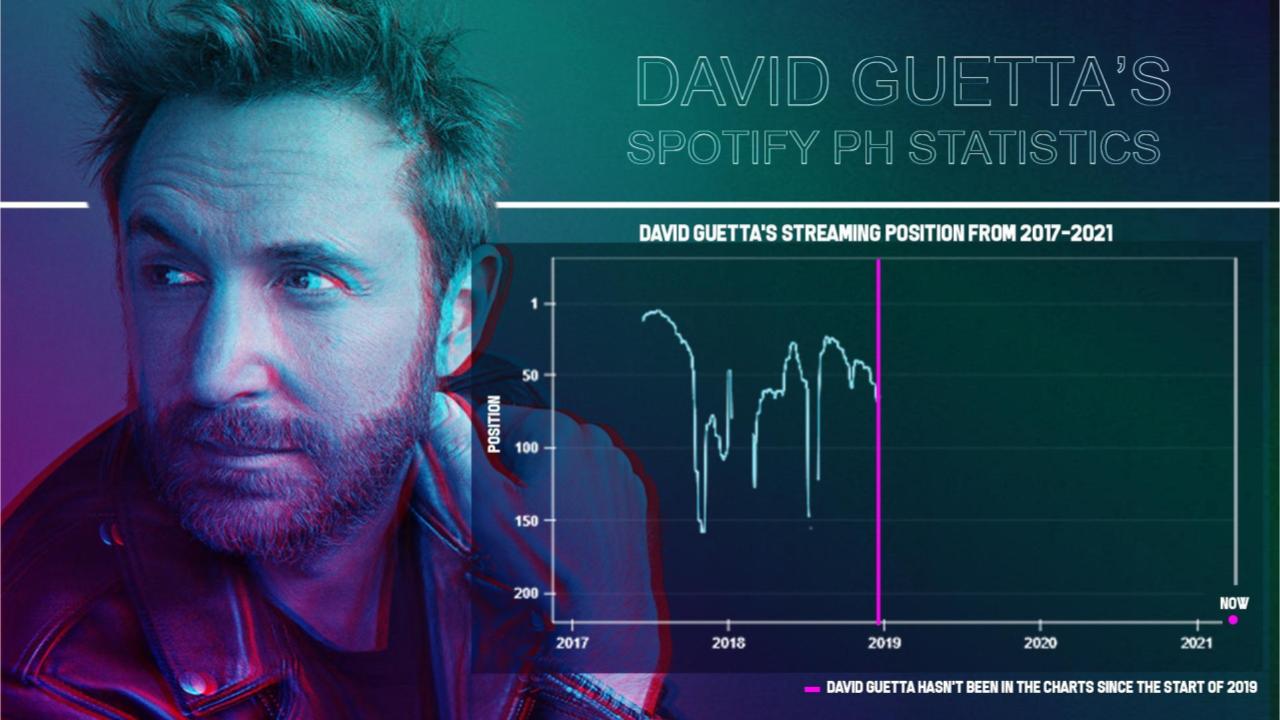 DAVID GUETTA'S
SPOTIFY PH STATISTICS
DAVID GUETTA'S STREAMING POSITION FROM 2017-2021
POSITION
1
50
100
150
200
NOW
2017 2018 2019 2020 2021
DAVID GUETTA HASN'T BEEN IN THE CHARTS SINCE THE START OF 2019